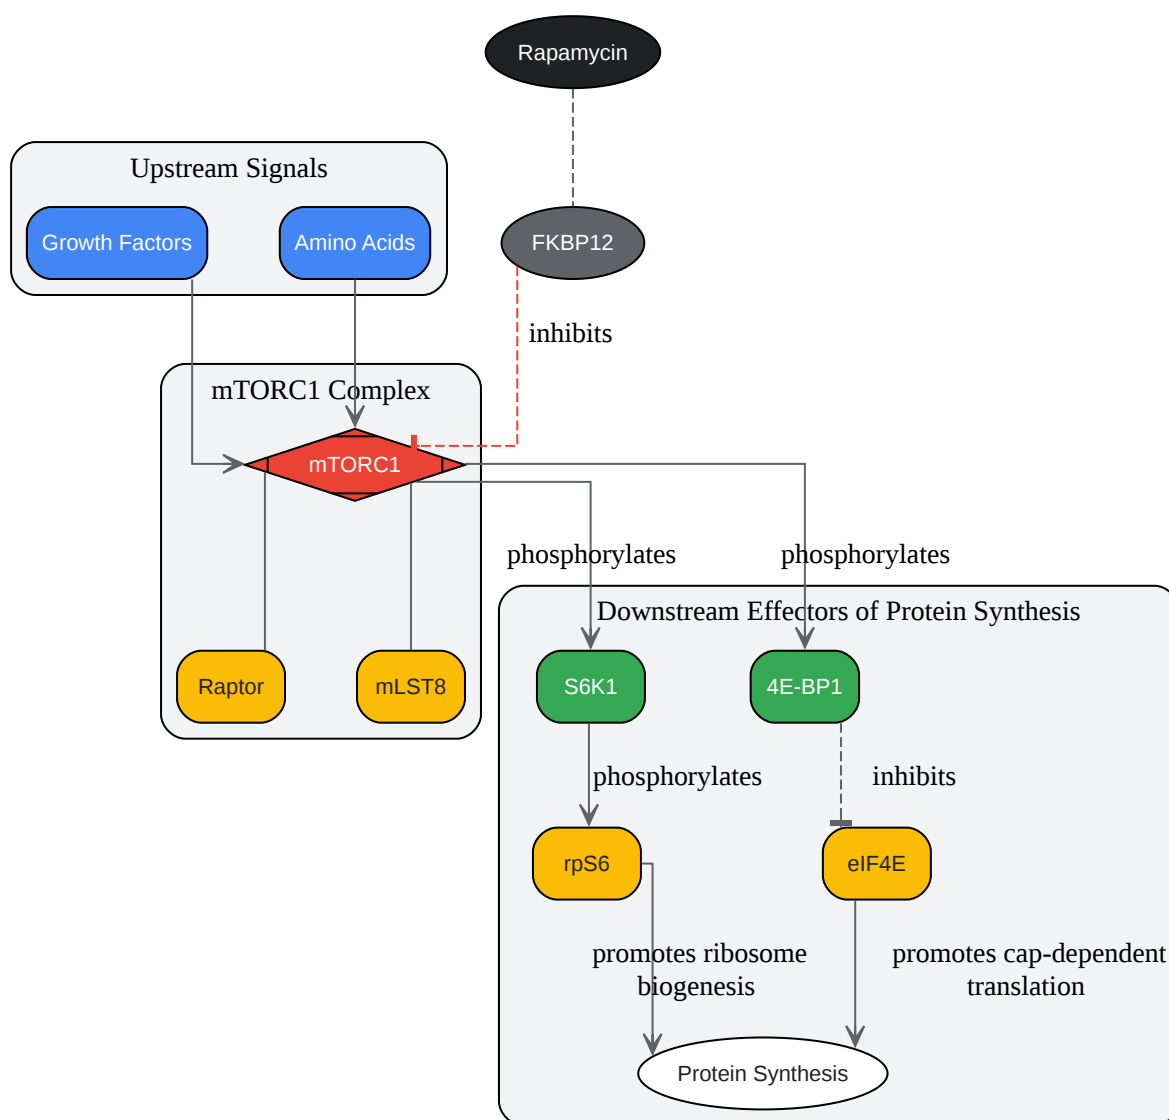 Rapamycin
Upstream Signals
Growth Factors
Amino Acids
FKBP12
inhibits
mTORC1 Complex
mTORC1
phosphorylates
phosphorylates
Downstream Effectors of Protein Synthesis
Raptor
mLST8
S6K1
4E-BP1
phosphorylates
inhibits
rpS6
eIF4E
promotes ribosome
biogenesis
promotes cap-dependent
translation
Protein Synthesis